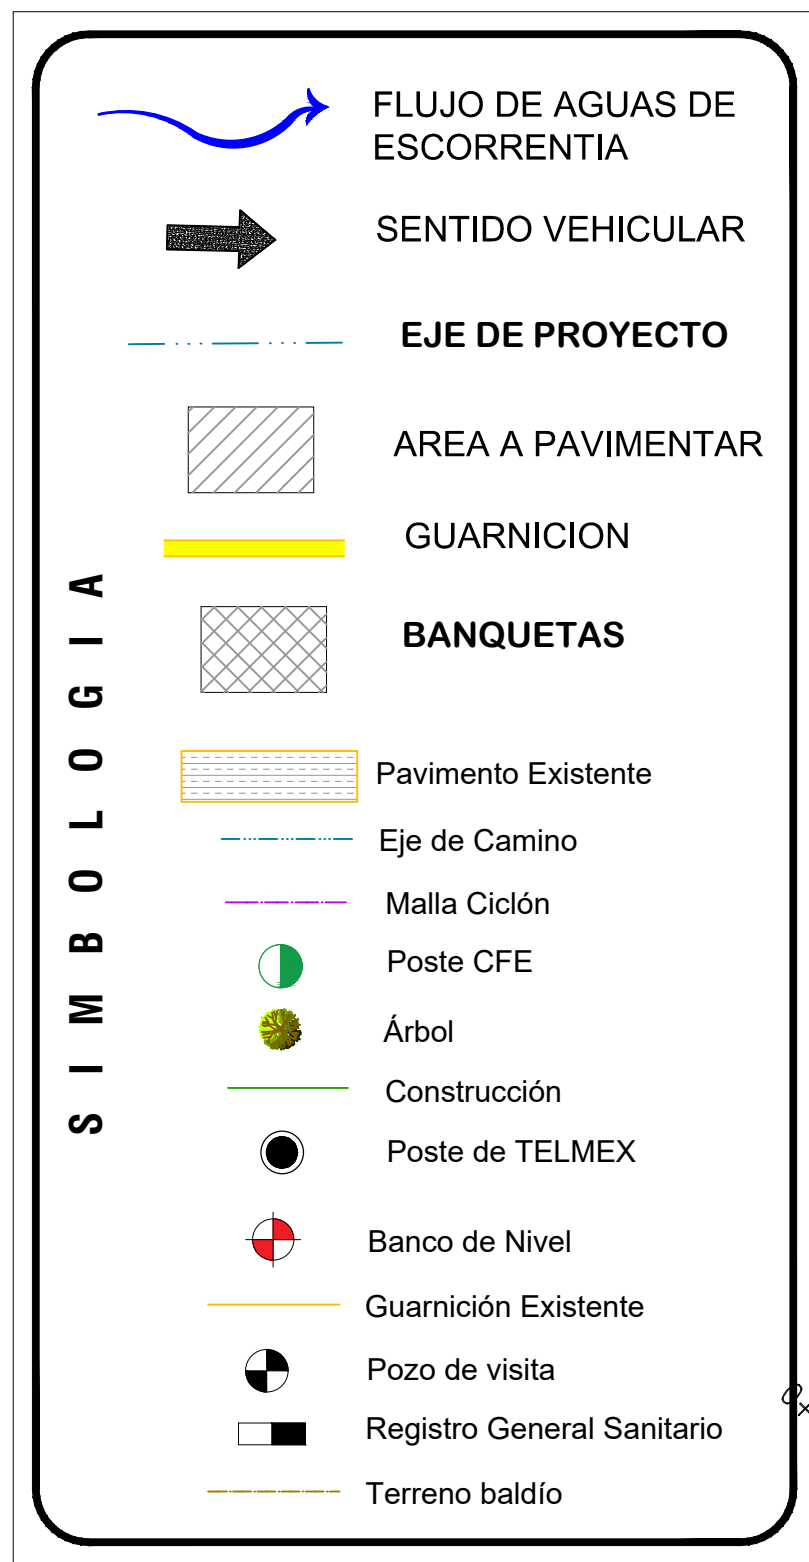 FLUJO DE AGUAS DE
ESCORRENTIA
SENTIDO VEHICULAR
EJE DE PROYECTO
AREA A PAVIMENTAR
GUARNICION
BANQUETAS
SIMBOLOGIA
Pavimento Existente
Eje de Camino
Malla Ciclón
Poste CFE
Árbol
Construcción
Poste de TELMEX
Banco de Nivel
Guarnición Existente
Pozo de visita
Registro General Sanitario
Terreno baldío